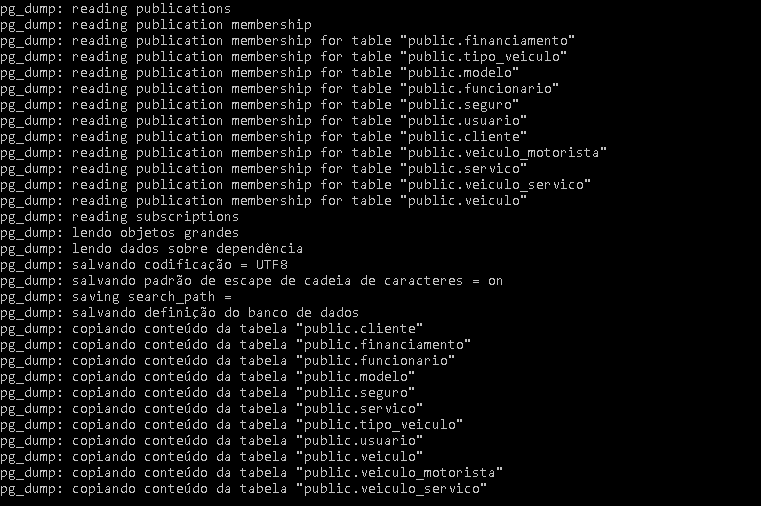 pg_dump: reading publications
pg_dump: reading publication membership
pg_dump: reading publication membership for table "public.financiamento"
pg_dump: reading publication membership for table "public.tipo_veiculo"
pg_dump: reading publication membership for table "public.modelo"
pg_dump: reading publication membership for table "public.funcionario"
pg_dump: reading publication membership for table "public.seguro"
pg_dump: reading publication membership for table "public.usuario"
pg_dump: reading publication membership for table "public.cliente"
pg_dump: reading publication membership for table "public.veiculo_motorista"
pg_dump: reading publication membership for table "public.servico"
pg_dump: reading publication membership for table "public.veiculo_servico"
pg_dump: reading publication membership for table "public.veiculo"
pg_dump: reading subscriptions
pg_dump: lendo objetos grandes
pg_dump: lendo dados sobre dependência
pg_dump: salvando codificação = UTF8
pg_dump: salvando padrão de escape de cadeia de caracteres = on
pg_dump: saving search_path =
pg_dump: salvando definição do banco de dados
pg_dump: copiando conteúdo da tabela "public.cliente"
pg_dump: copiando conteúdo da tabela "public.financiamento"
pg_dump: copiando conteúdo da tabela "public.funcionario"
pg_dump: copiando conteúdo da tabela "public.modelo"
pg_dump: copiando conteúdo da tabela "public.seguro"
pg_dump: copiando conteúdo da tabela "public.servico"
pg_dump: copiando conteúdo da tabela "public.tipo_veiculo"
pg_dump: copiando conteúdo da tabela "public.usuario"
pg_dump: copiando conteúdo da tabela "public.veiculo"
pg_dump: copiando conteúdo da tabela "public.veiculo_motorista"
pg_dump: copiando conteúdo da tabela "public.veiculo_servico"